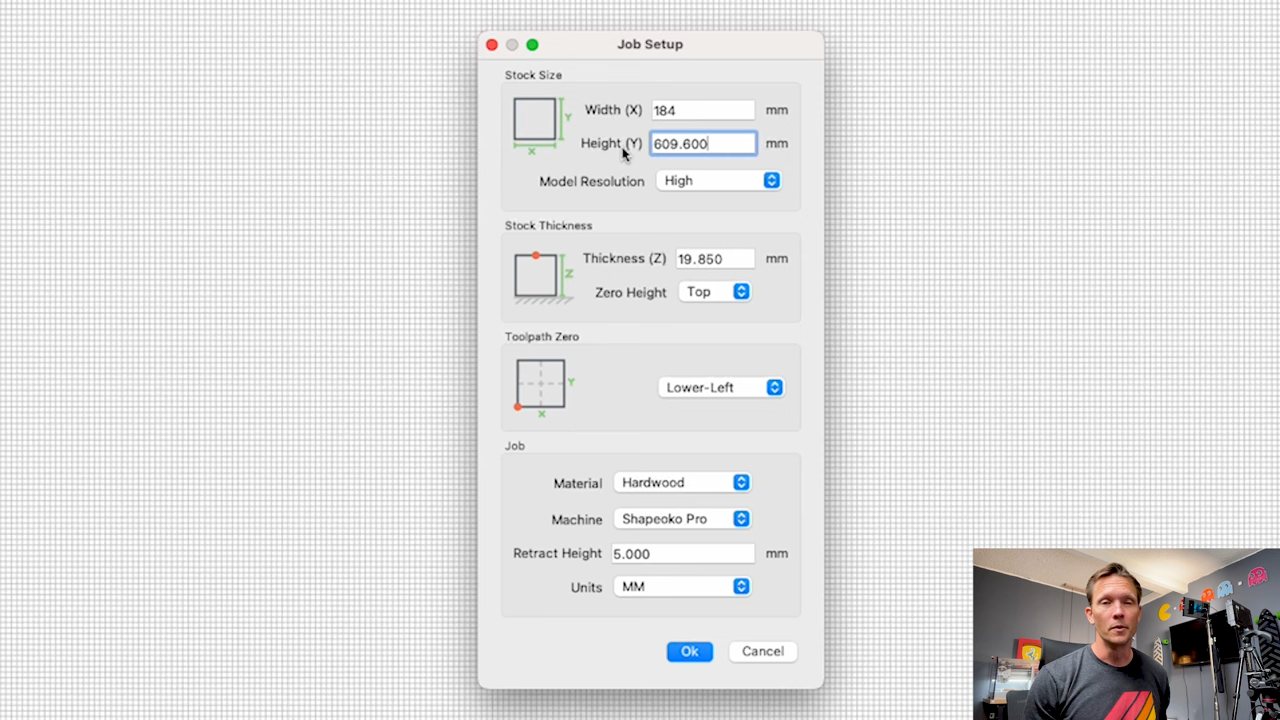 Job Setup
Stock Size
Width (X) 184 mm
Y
Height (Y) 609.600 mm
X
Model Resolution High
Stock Thickness
Thickness (Z) 19.850 mm
Z
Zero Height Top
Toolpath Zero
Y
Lower-Left
X
Job
Material Hardwood
Machine Shapeoko Pro
Retract Height 5.000 mm
Units MM
Ok Cancel